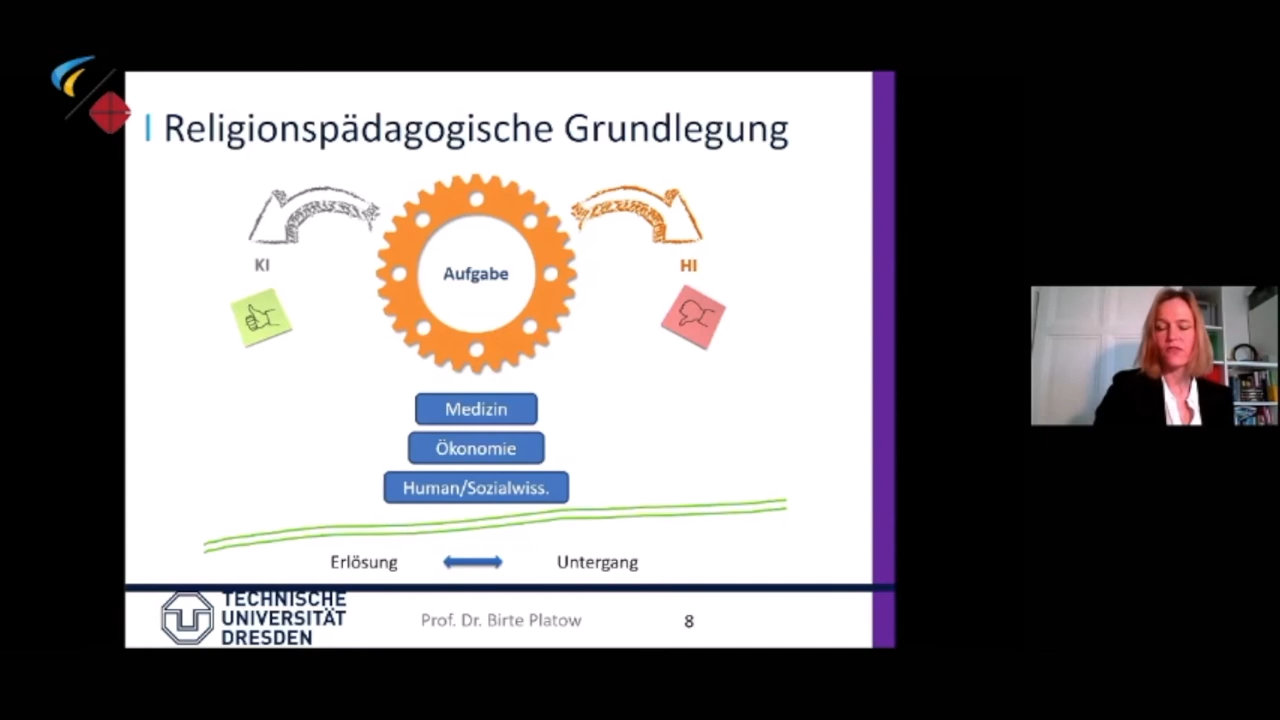 Religionspädagogische Grundlegung
Aufgabe
KI
HI
Medizin
Ökonomie
Human/Sozialwiss.
Erlösung
Untergang
TECHNISCHE
UNIVERSITÄT
DRESDEN
Prof. Dr. Birte Platow
8